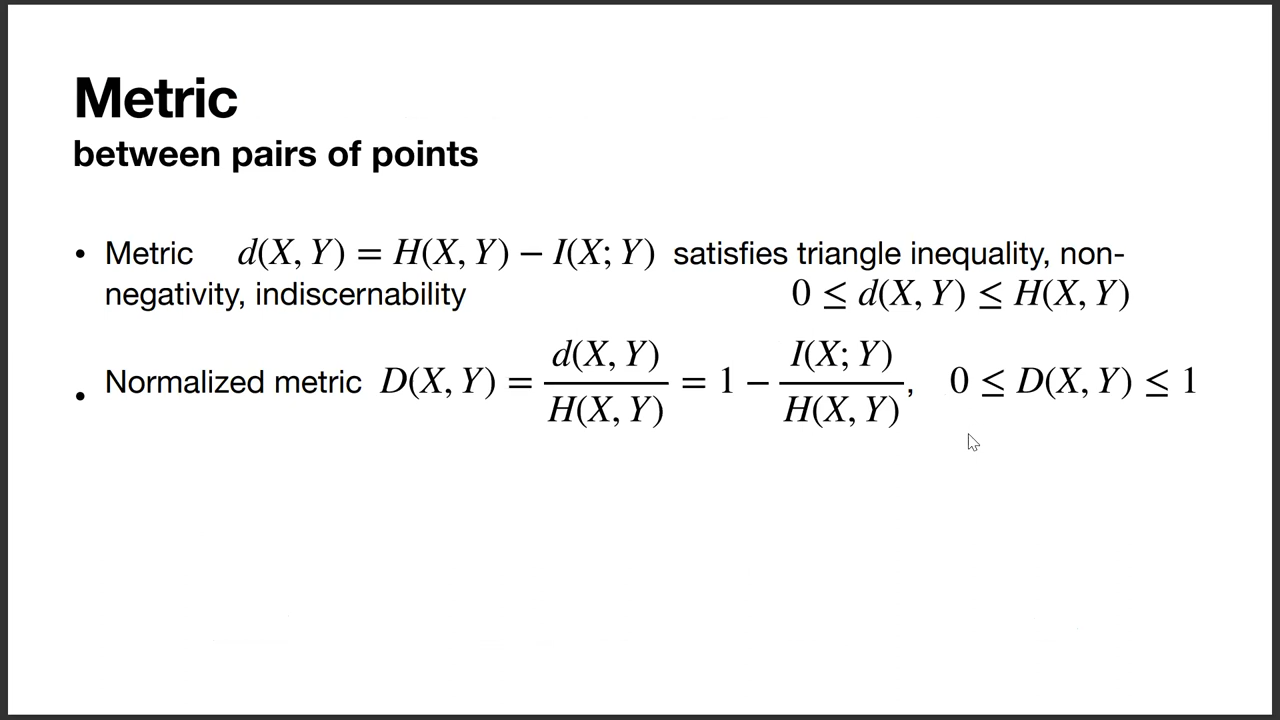 Metric
between pairs of points
• Metric d(X, Y) = H(X, Y) − I(X; Y) satisfies triangle inequality, non-
negativity, indiscernability 0 ≤ d(X, Y) ≤ H(X, Y)
• Normalized metric D(X, Y) = d(X, Y) / H(X, Y) = 1 − I(X; Y) / H(X, Y), 0 ≤ D(X, Y) ≤ 1